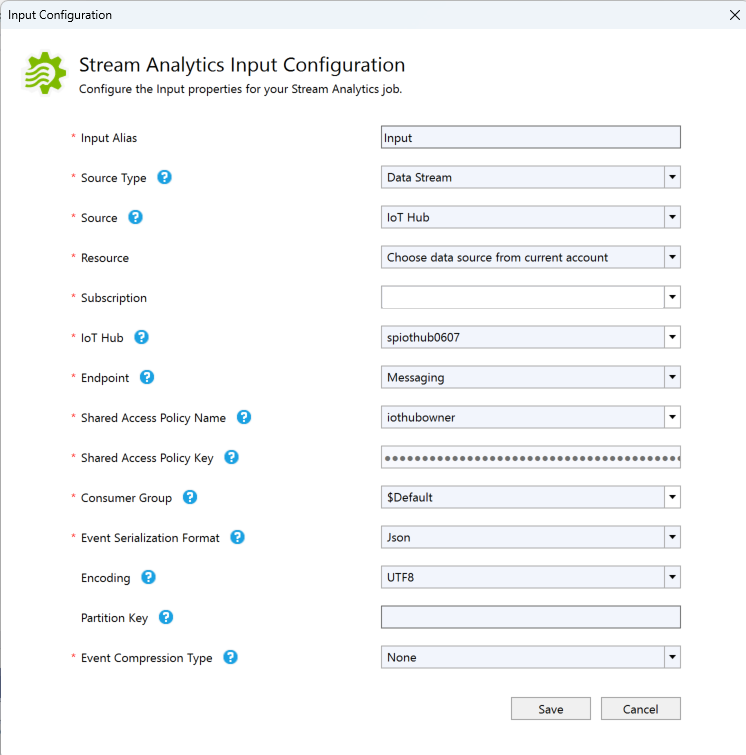 Input Configuration
Stream Analytics Input Configuration
Configure the Input properties for your Stream Analytics job.
* Input Alias Input
* Source Type ? Data Stream
* Source ? IoT Hub
* Resource Choose data source from current account
* Subscription
* IoT Hub ? spiothub0607
* Endpoint ? Messaging
* Shared Access Policy Name ? iothubowner
* Shared Access Policy Key ?
* Consumer Group ? $Default
* Event Serialization Format ? Json
Encoding ? UTF8
Partition Key ?
* Event Compression Type ? None
Save Cancel